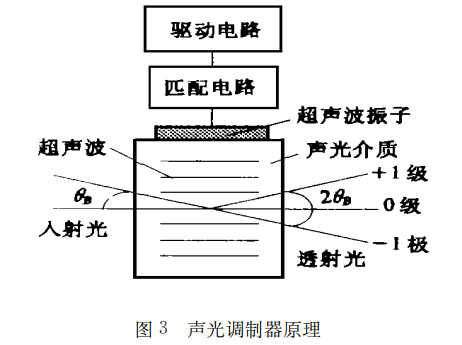 驱动电路
匹配电路
超声波振子
超声波
声光介质
+1级
θB
2θB
0级
入射光
-1极
透射光
图 3 声光调制器原理